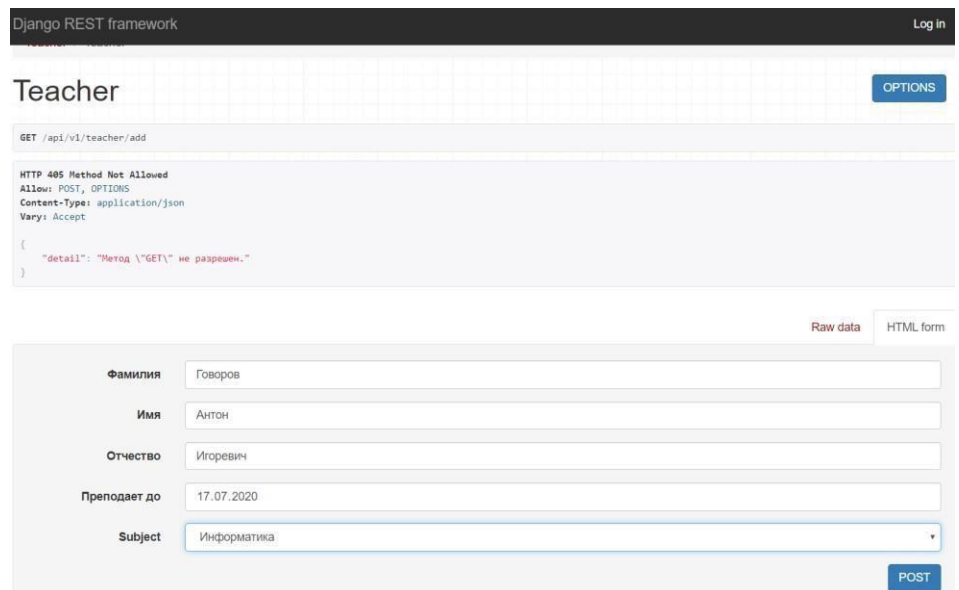 Django REST framework
Log in
Teacher
OPTIONS
GET /api/v1/teacher/add
HTTP 405 Method Not Allowed
Allow: POST, OPTIONS
Content-Type: application/json
Vary: Accept
{
"detail": "Метод \"GET\" не разрешен."
}
Raw data HTML form
Фамилия Говоров
Имя Антон
Отчество Игоревич
Преподает до 17.07.2020
Subject Информатика
POST